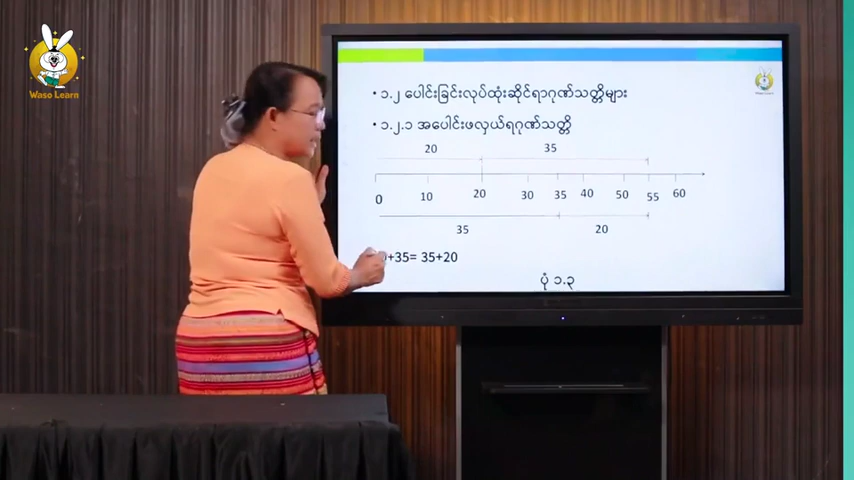 Waso Learn
• ၁.၂ ပေါင်းခြင်းလုပ်ထုံးဆိုင်ရာဂုဏ်သတ္တိများ
• ၁.၂.၁ အပေါင်းဖလှယ်ရဂုဏ်သတ္တိ
20 35
0 10 20 30 35 40 50 55 60
35 20
+35= 35+20
ပုံ ၁.၃